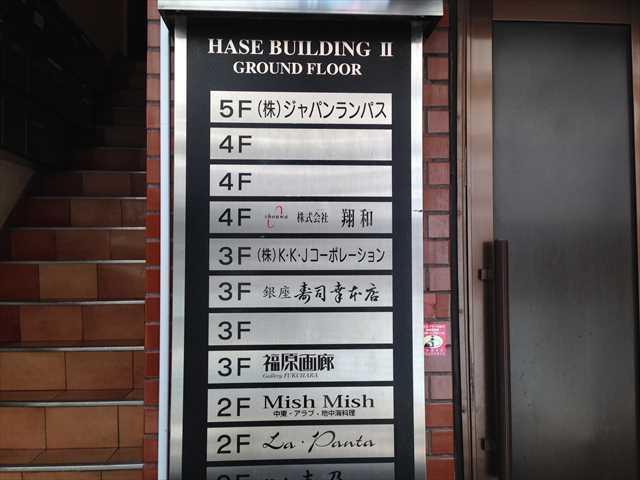 HASE BUILDING II
GROUND FLOOR
5F (株)ジャパンランパス
4F
4F
4F showa 株式会社 翔和
3F (株)K・K・Jコーポレーション
3F 銀座 寿司幸本店
3F
3F 福原画廊
Gallery FUKUHARA
2F Mish Mish
中東・アラブ・地中海料理
2F La・Panta